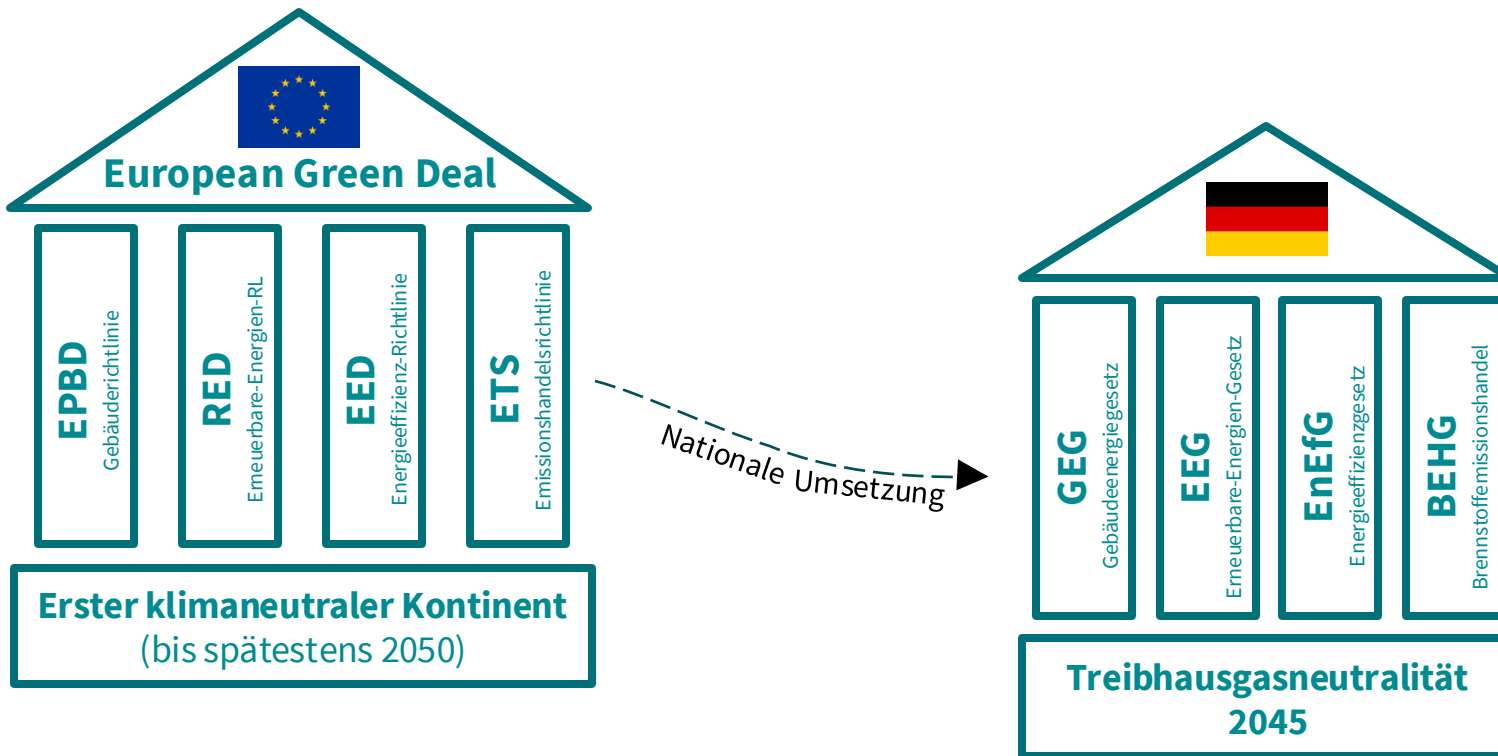 European Green Deal
EPBD
Gebäuderichtlinie
RED
Erneuerbare-Energien-RL
EED
Energieeffizienz-Richtlinie
ETS
Emissionshandelsrichtlinie
Erster klimaneutraler Kontinent
(bis spätestens 2050)
Nationale Umsetzung
GEG
Gebäudeenergiegesetz
EEG
Erneuerbare-Energien-Gesetz
EnEfG
Energieeffizienzgesetz
BEHG
Brennstoffemissionshandel
Treibhausgasneutralität
2045